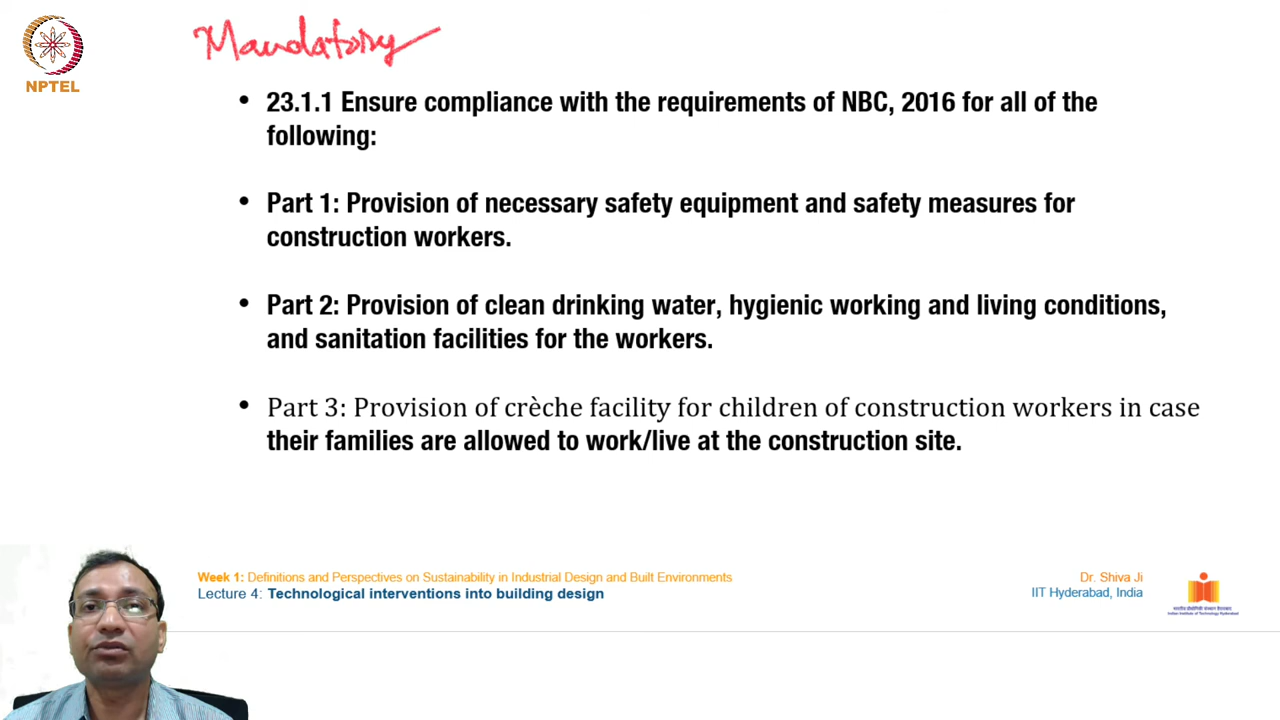 Mandatory
NPTEL
• 23.1.1 Ensure compliance with the requirements of NBC, 2016 for all of the
following:
• Part 1: Provision of necessary safety equipment and safety measures for
construction workers.
• Part 2: Provision of clean drinking water, hygienic working and living conditions,
and sanitation facilities for the workers.
• Part 3: Provision of crèche facility for children of construction workers in case
their families are allowed to work/live at the construction site.
Week 1: Definitions and Perspectives on Sustainability in Industrial Design and Built Environments
Lecture 4: Technological interventions into building design
Dr. Shiva Ji
IIT Hyderabad, India
Indian Institute of Technology Hyderabad